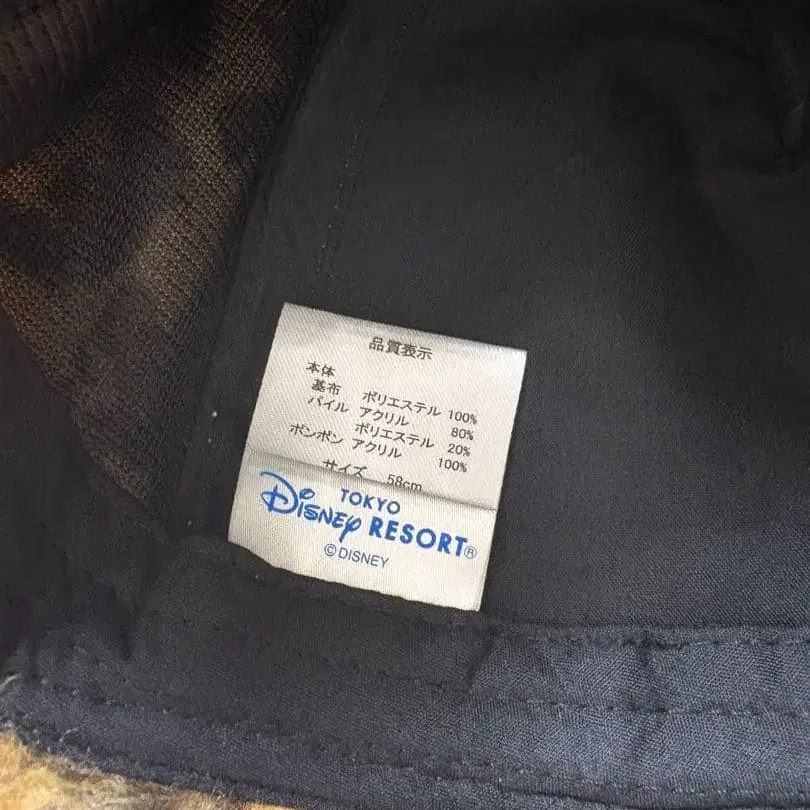 品質表示
本体
基布 ポリエステル 100%
パイル アクリル 80%
ポリエステル 20%
ボンボン アクリル 100%
サイズ 58cm
TOKYO
Disney RESORT®
©DISNEY